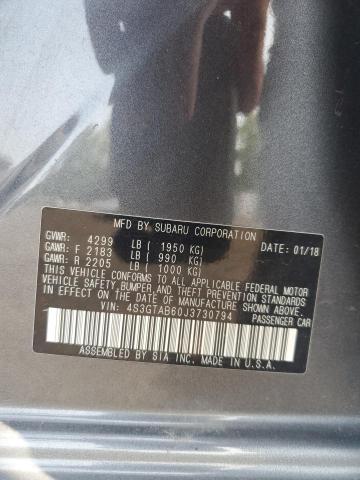 MFD BY SUBARU CORPORATION DATE: 01/18
GVWR: 4299 LB ( 1950 KG)
GAWR: F 2183 LB ( 990 KG)
GAWR: R 2205 LB ( 1000 KG)
THIS VEHICLE CONFORMS TO ALL APPLICABLE FEDERAL MOTOR
VEHICLE SAFETY, BUMPER, AND THEFT PREVENTION STANDARDS
IN EFFECT ON THE DATE OF MANUFACTURE SHOWN ABOVE.
VIN: 4S3GTAB60J3730794 PASSENGER CAR
ASSEMBLED BY SIA INC. MADE IN U.S.A.